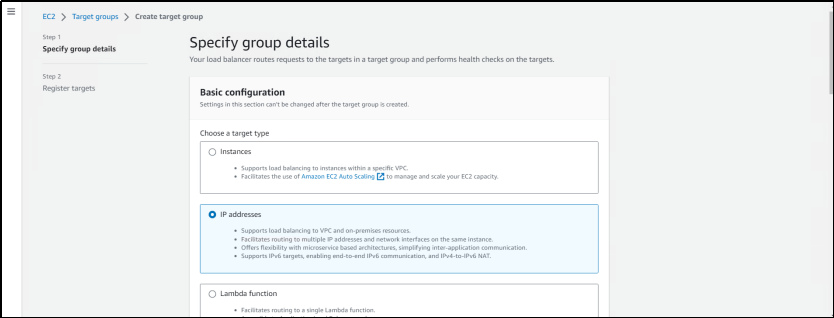 EC2 > Target groups > Create target group
Step 1
Specify group details
Step 2
Register targets
Specify group details
Your load balancer routes requests to the targets in a target group and performs health checks on the targets.
Basic configuration
Settings in this section can't be changed after the target group is created.
Choose a target type
Instances
• Supports load balancing to instances within a specific VPC.
• Facilitates the use of Amazon EC2 Auto Scaling to manage and scale your EC2 capacity.
IP addresses
• Supports load balancing to VPC and on-premises resources.
• Facilitates routing to multiple IP addresses and network interfaces on the same instance.
• Offers flexibility with microservice based architectures, simplifying inter-application communication.
• Supports IPv6 targets, enabling end-to-end IPv6 communication, and IPv4-to-IPv6 NAT.
Lambda function
• Facilitates routing to a single Lambda function.